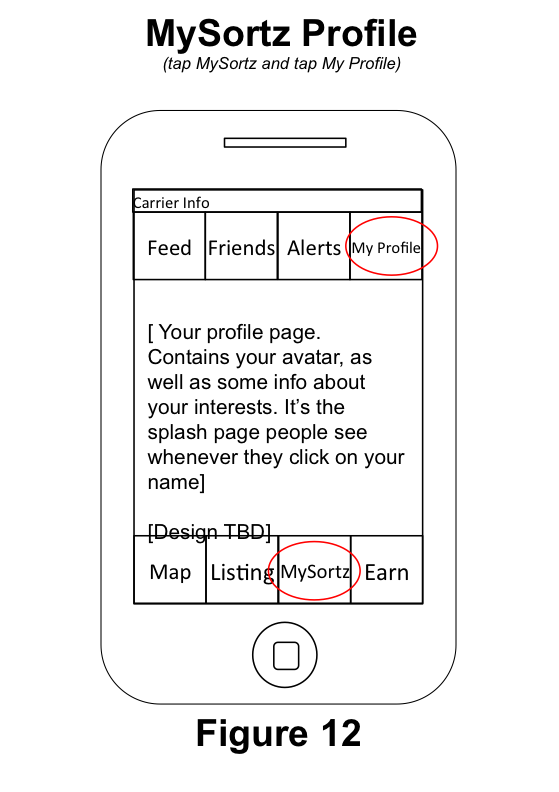 MySortz Profile
(tap MySortz and tap My Profile)
Carrier Info
Feed Friends Alerts My Profile
[ Your profile page.
Contains your avatar, as
well as some info about
your interests. It’s the
splash page people see
whenever they click on your
name]
[Design TBD]
Map Listing MySortz Earn
Figure 12